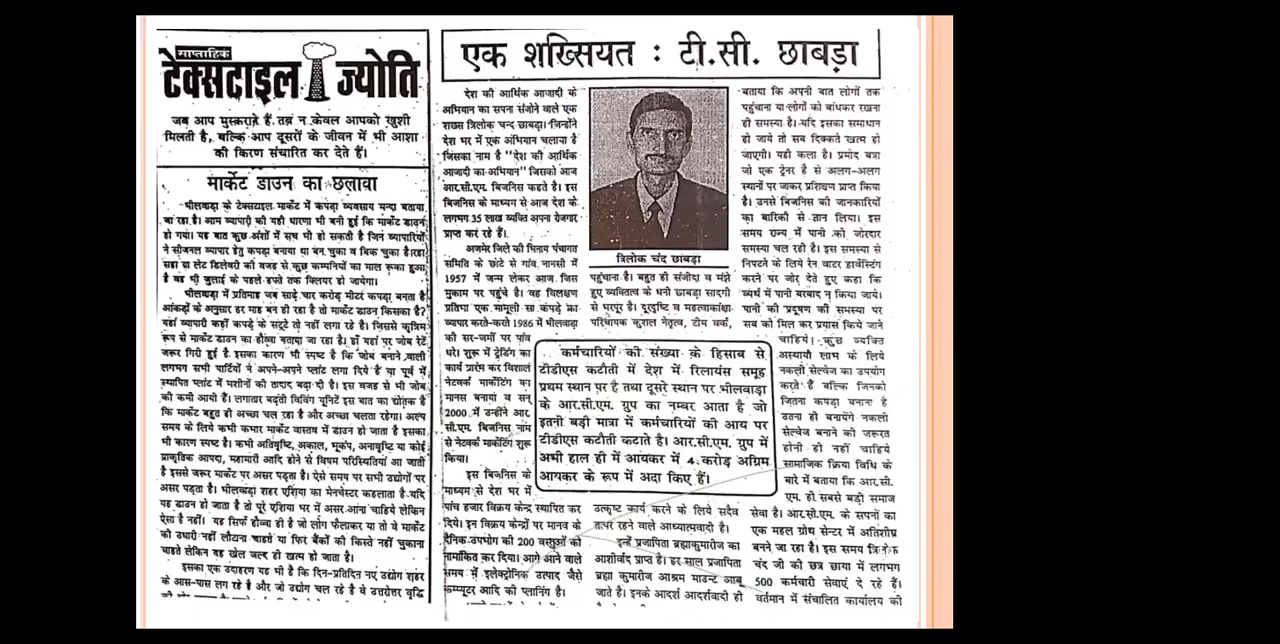 साप्ताहिक
टेक्सटाइल ज्योति
जब आप मुस्कराते हैं तब न केवल आपको खुशी
मिलती है, बल्कि आप दूसरों के जीवन में भी आशा
की किरण संचारित कर देते हैं।
मार्केट डाउन का छलावा
भीलवाड़ा के टेक्सटाइल मार्केट में कपड़ा व्यवसाय मन्दा बताया
जा रहा है। आम व्यापारी की यही धारणा भी बनी हुई कि मार्केट डाउन
हो गया। यह बात कुछ अंशों में सच भी हो सकती है जिन व्यापारियों
ने सीजनल व्यापार हेतु कपड़ा बनाया था बन चुका व बिक चुका है। रहा
सहा या लेट डिलेवरी की वजह से कुछ कम्पनियों का माल रूका हुआ
है वह भी जुलाई के पहले हफ्ते तक क्लियर हो जायेगा।
भीलवाड़ा में प्रतिमाह जब साढ़े चार करोड़ मीटर कपड़ा बनता है
आंकड़ों के अनुसार हर माह बन हो रहा है तो मार्केट डाउन किसका है?
यहां व्यापारी कहीं कपड़े के सट्टे तो नहीं लगा रहे है। जिससे कृत्रिम
रूप से मार्केट डाउन का हौव्वा बताया जा रहा है। हाँ यहां पर जोब रेटें
जरूर गिरी हुई है इसका कारण भी स्पष्ट है कि जोब बनाने वाली
लगभग सभी पार्टियों ने अपने-अपने प्लांट लगा दिये है या पूर्व में
स्थापित प्लांट में मशीनों की तादाद बढ़ा दी है। इस वजह से भी जोब
की कमी आयी है। लगातार बढ़ती विविंग यूनिटें इस बात का द्योतक है
कि मार्केट बहुत ही अच्छा चल रहा है और अच्छा चलता रहेगा। अल्प
समय के लिये कभी कभार मार्केट वास्तव में डाउन हो जाता है इसका
भी कारण स्पष्ट है। कभी अतिवृष्टि, अकाल, भूकंप, अनावृष्टि या कोई
प्राकृतिक आपदा, महामारी आदि होने से विषम परिस्थितियां आ जाती
है इससे जरूर मार्केट पर असर पड़ता है। ऐसे समय पर सभी उद्योगों पर
असर पड़ता है। भीलवाड़ा शहर एशिया का मेनचेस्टर कहलाता है यदि
यह डाउन हो जाता है तो पूरे एशिया भर में असर आना चाहिये लेकिन
ऐसा है नहीं। यह सिर्फ हौव्वा ही है जो लोग फैलाकर या तो वे मार्केट
की उधारी नहीं लौटाना चाहते या फिर बैंकों की किस्ते नहीं चुकाना
चाहते लेकिन वह खेल जल्द ही खत्म हो जाता है।
इसका एक उदाहरण यह भी है कि दिन-प्रतिदिन नए उद्योग शहर
के आस-पास लग रहे है और जो उद्योग चल रहे है वे उत्तरोत्तर वृद्धि
एक शख्सियत : टी.सी. छाबड़ा
देश की आर्थिक आजादी के
अभियान का सपना संजोने वाले एक
शख्स त्रिलोक चन्द छाबड़ा। जिन्होंने
देश भर में एक अभियान चलाया है
जिसका नाम है "देश की आर्थिक
आजादी का अभियान" जिसको आज
आर.सी.एम. बिजनिस कहते है। इस
बिजनिस के माध्यम से आज देश के
लगभग 35 लाख व्यक्ति अपना रोजगार
प्राप्त कर रहे हैं।
अजमेर जिले की भिनाय पंचायत
समिति के छोटे से गांव नानसी में
1957 में जन्म लेकर आज जिस
मुकाम पर पहुंचे है। वह विलक्षण
प्रतिभा एक मामूली सा कपड़े का
व्यापार करते-करते 1986 में भीलवाड़ा
की सर-जमीं पर पांव
धरे। शुरू में ट्रेडिंग का
कार्य प्रारंभ कर विशाल
नेटवर्क मार्केटिंग का
मानस बनाया व सन्
2000 में उन्होंने आर.
सी.एम. बिजनिस नाम
से नेटवर्क मार्केटिंग शुरू
किया।
इस बिजनिस के
माध्यम से देश भर में
पांच हजार विक्रय केन्द्र स्थापित कर
दिये। इन विक्रय केन्द्रों पर मानव के
दैनिक उपभोग की 200 वस्तुओं को
नामांकित कर दिया। आगे आने वाले
समय में इलेक्ट्रोनिक उत्पाद जैसे
कम्प्यूटर आदि की प्लानिंग है।
त्रिलोक चंद छाबड़ा
पहुंचाना है। बहुत ही संजीदा व मंझे
हुए व्यक्तित्व के धनी छाबड़ा सादगी
से भरपूर है। दूरदृष्टि व महत्वाकांक्षा
परिचायक कुशल नेतृत्व, टीम वर्क,
कर्मचारियों की संख्या के हिसाब से
टीडीएस कटौती में देश में रिलायंस समूह
प्रथम स्थान पर है तथा दूसरे स्थान पर भीलवाड़ा
के आर.सी.एम. ग्रुप का नम्बर आता है जो
इतनी बड़ी मात्रा में कर्मचारियों की आय पर
टीडीएस कटौती कटाते है। आर.सी.एम. ग्रुप में
अभी हाल ही में आयकर में 4 करोड़ अग्रिम
आयकर के रूप में अदा किए हैं।
उत्कृष्ट कार्य करने के लिये सदैव
तत्पर रहने वाले आध्यात्मवादी है।
इन्हें प्रजापिता ब्रह्माकुमारीज का
आशीर्वाद प्राप्त है। हर साल प्रजापिता
ब्रह्मा कुमारीज आश्रम माउन्ट आबू
जाते है। इनके आदर्श आदर्शवादी ही
बताया कि अपनी बात लोगों तक
पहुंचाना या लोगों को बांधकर रखना
ही समस्या है। यदि इसका समाधान
हो जाये तो सब दिक्कते खत्म हो
जाएगी। यही कला है। प्रमोद बत्रा
जो एक ट्रेनर है से अलग-अलग
स्थानों पर जाकर प्रशिक्षण प्राप्त किया
है। उनसे बिजनिस की जानकारियों
का बारिकी से ज्ञान लिया। इस
समय राज्य में पानी की जोरदार
समस्या चल रही है। इस समस्या से
निपटने के लिये रेन वाटर हार्वेस्टिंग
करने पर जोर देते हुए कहा कि
व्यर्थ में पानी बरबाद न किया जाये।
पानी की प्रदूषण की समस्या पर
सब को मिल कर प्रयास किये जाने
चाहिये। कुछ व्यक्ति
अस्थायी लाभ के लिये
नकली सेल्वेज का उपयोग
करते हैं बल्कि जिनको
जितना कपड़ा बनाना है
उतना ही बनायेंगे नकली
सेल्वेज बनाने की जरूरत
होनी ही नहीं चाहिये
सामाजिक क्रिया विधि के
बारे में बताया कि आर.सी.
एम. ही सबसे बड़ी समाज
सेवा है। आर.सी.एम. के सपनों का
एक महल ग्रोथ सेन्टर में अतिशीघ्र
बनने जा रहा है। इस समय त्रिलोक
चंद जी की छत्र छाया में लगभग
500 कर्मचारी सेवाएं दे रहे हैं।
वर्तमान में संचालित कार्यालय की